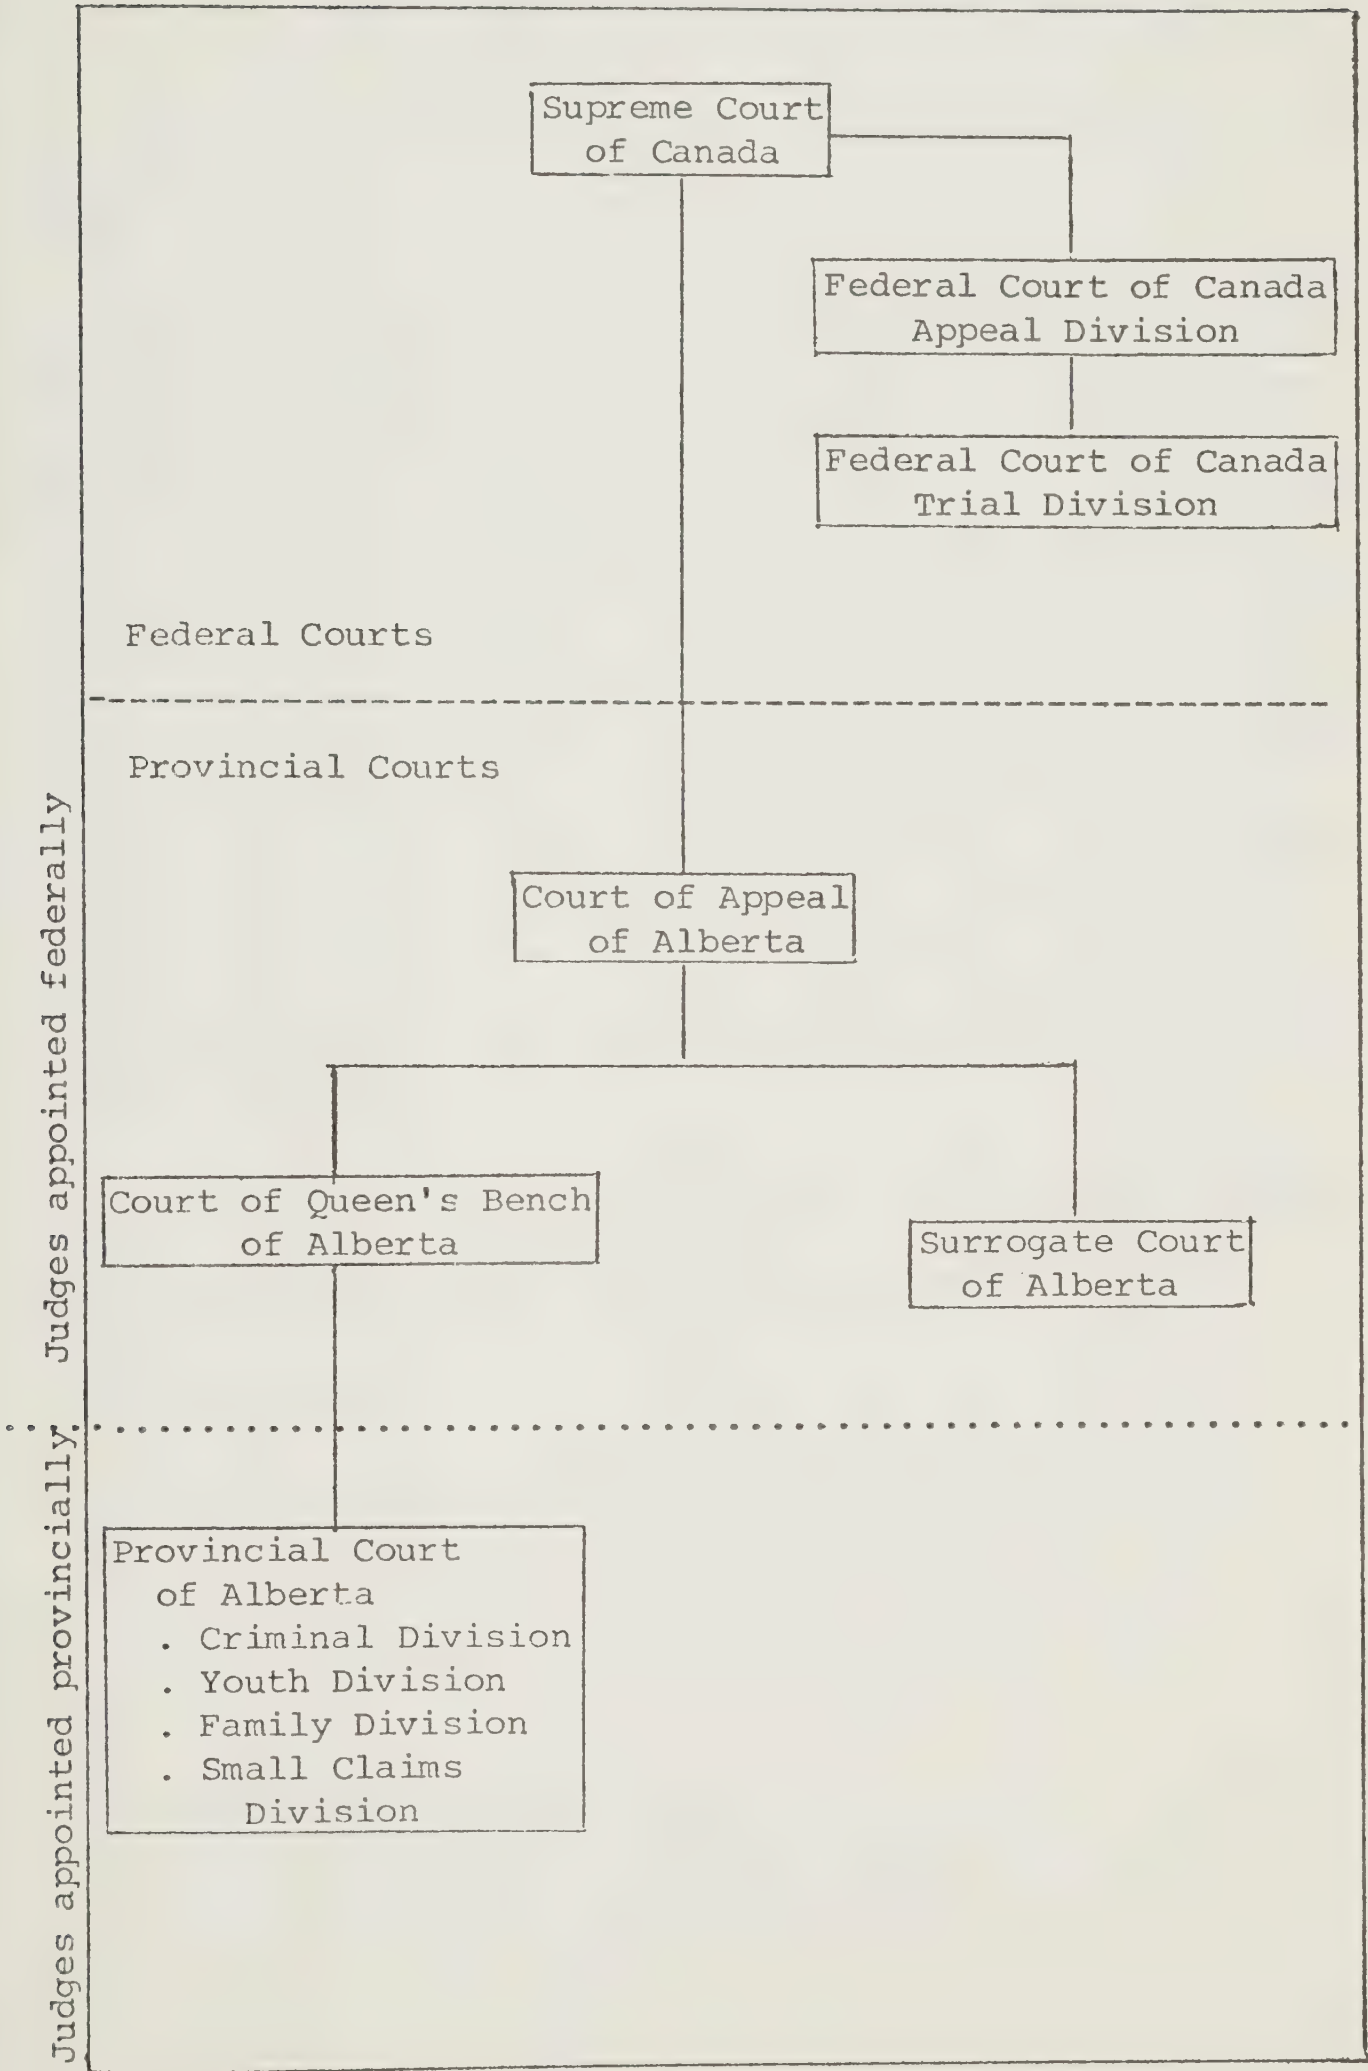 Supreme Court
of Canada
Federal Court of Canada
Appeal Division
Federal Court of Canada
Trial Division
Federal Courts
Provincial Courts
Judges appointed federally
Court of Appeal
of Alberta
Court of Queen's Bench
of Alberta
Surrogate Court
of Alberta
Judges appointed provincially
Provincial Court
of Alberta
. Criminal Division
. Youth Division
. Family Division
. Small Claims
Division